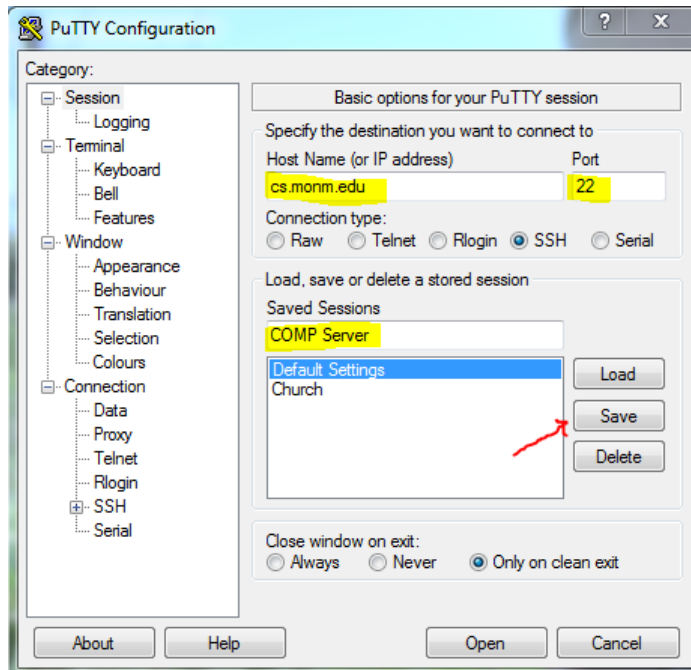 PuTTY Configuration
? X
Category:
Session
Logging
Terminal
Keyboard
Bell
Features
Window
Appearance
Behaviour
Translation
Selection
Colours
Connection
Data
Proxy
Telnet
Rlogin
SSH
Serial
Basic options for your PuTTY session
Specify the destination you want to connect to
Host Name (or IP address) Port
cs.monm.edu 22
Connection type:
Raw Telnet Rlogin SSH Serial
Load, save or delete a stored session
Saved Sessions
COMP Server
Default Settings
Church
Load
Save
Delete
Close window on exit:
Always Never Only on clean exit
About Help Open Cancel